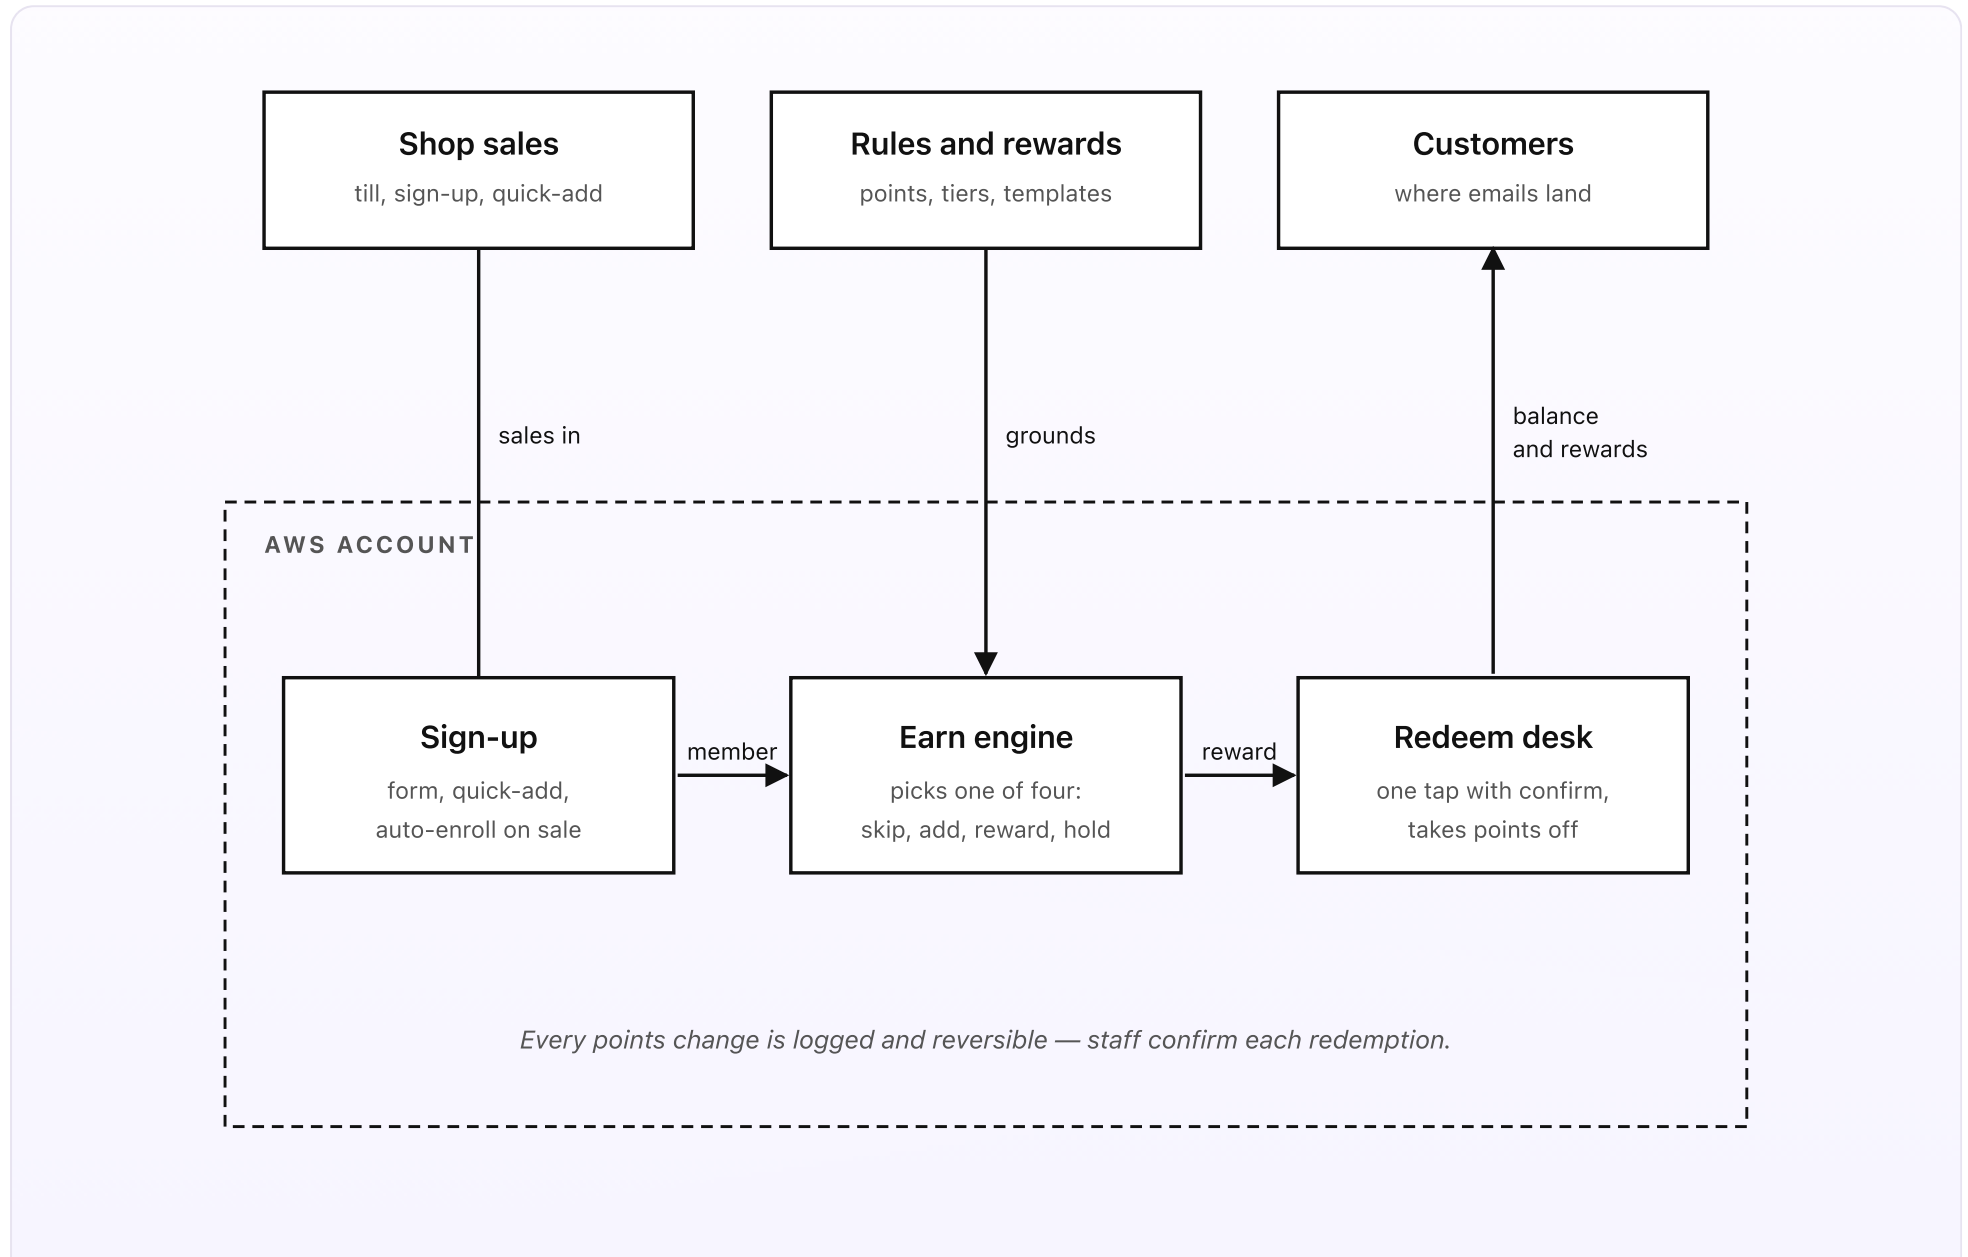 Shop sales
till, sign-up, quick-add
Rules and rewards
points, tiers, templates
Customers
where emails land
sales in
grounds
balance
and rewards
AWS ACCOUNT
Sign-up
form, quick-add,
auto-enroll on sale
member
Earn engine
picks one of four:
skip, add, reward, hold
reward
Redeem desk
one tap with confirm,
takes points off
Every points change is logged and reversible — staff confirm each redemption.